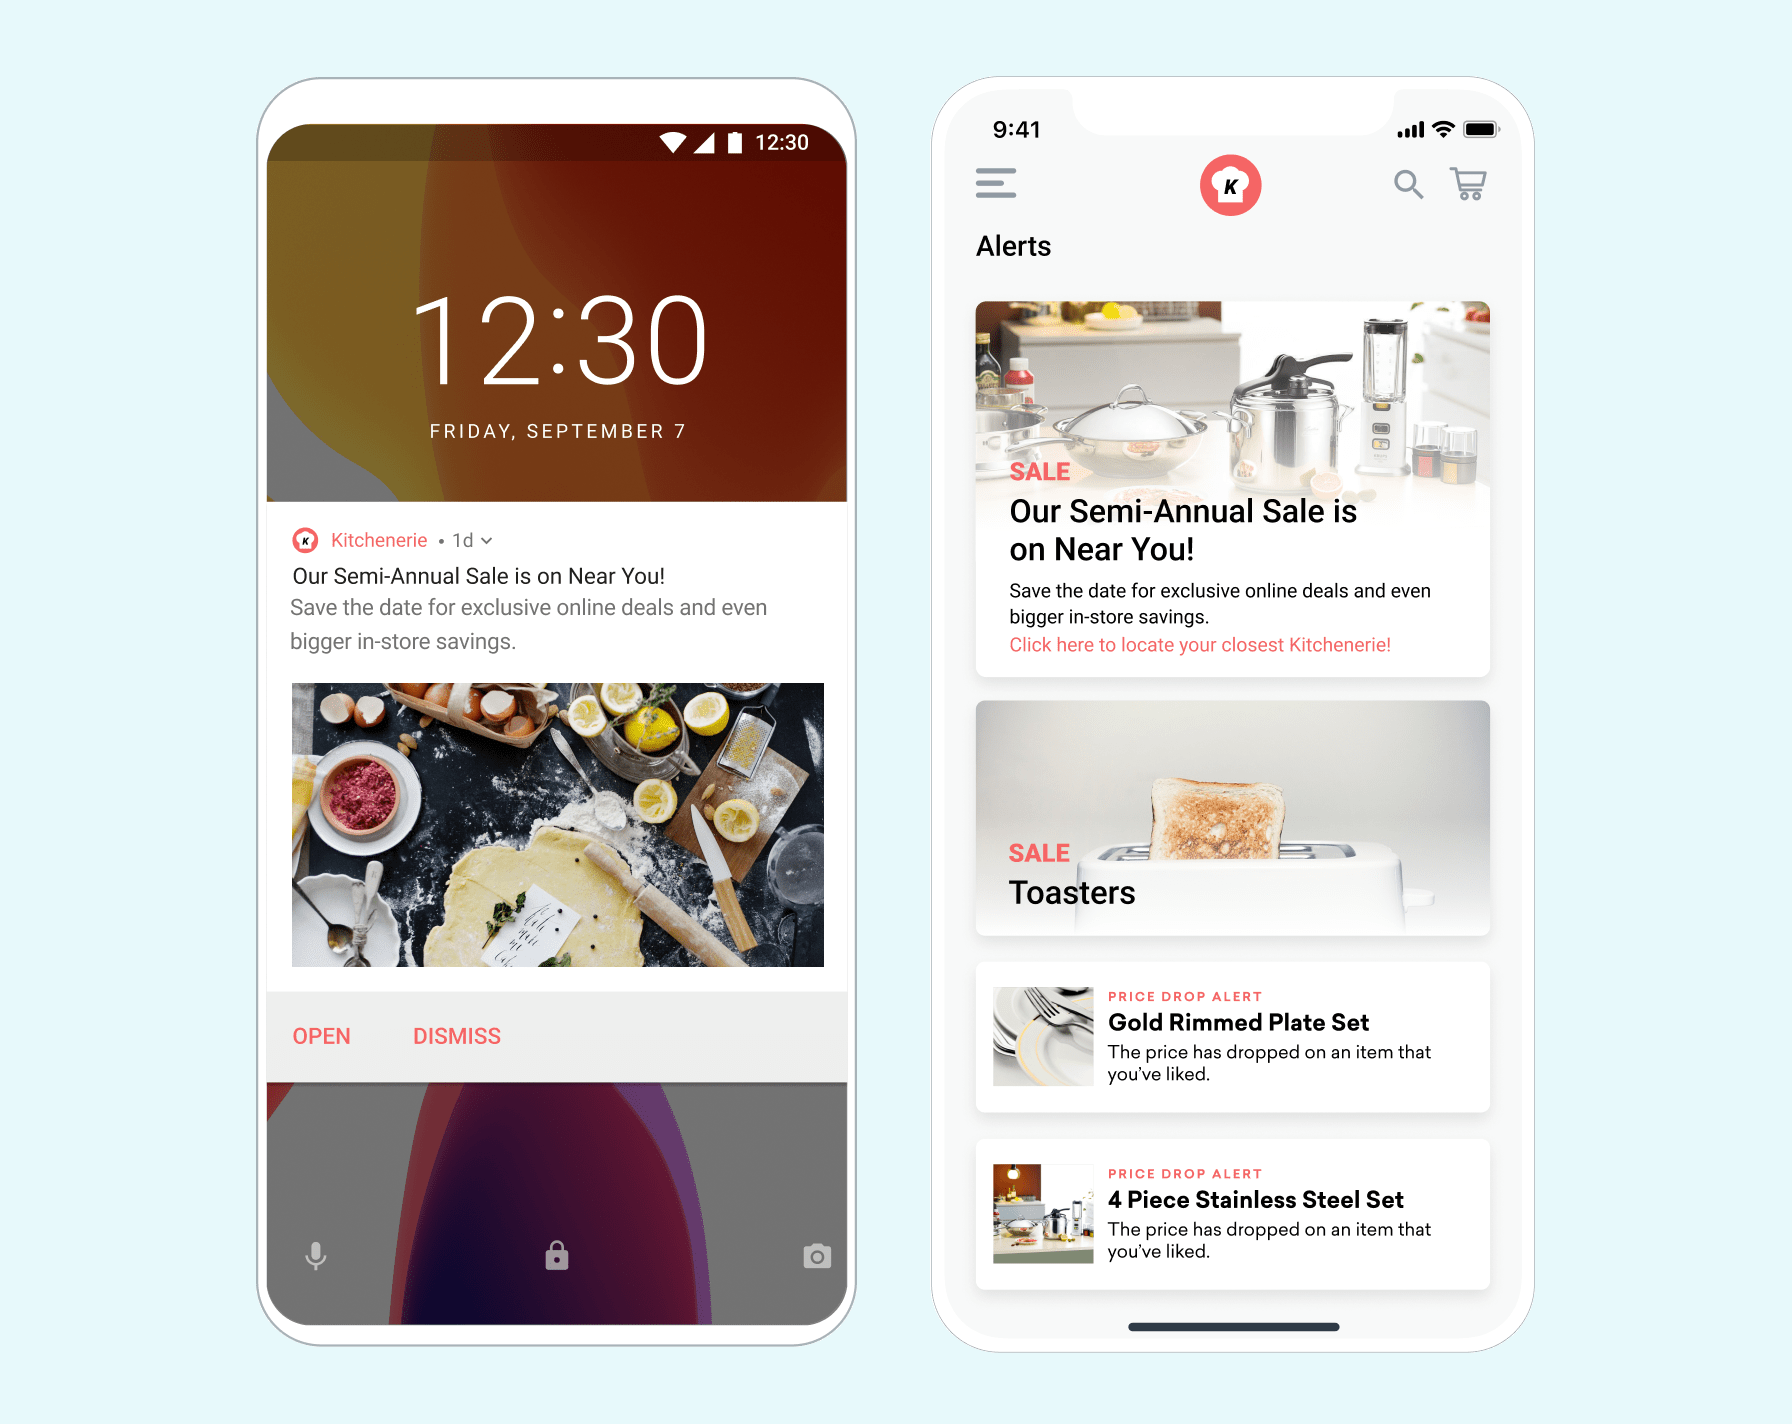 12:30
12:30
FRIDAY, SEPTEMBER 7
K
Kitchenerie • 1d
Our Semi-Annual Sale is on Near You!
Save the date for exclusive online deals and even
bigger in-store savings.
OPEN DISMISS
9:41
K
Alerts
SALE
Our Semi-Annual Sale is
on Near You!
Save the date for exclusive online deals and even
bigger in-store savings.
Click here to locate your closest Kitchenerie!
SALE
Toasters
PRICE DROP ALERT
Gold Rimmed Plate Set
The price has dropped on an item that
you’ve liked.
PRICE DROP ALERT
4 Piece Stainless Steel Set
The price has dropped on an item that
you’ve liked.